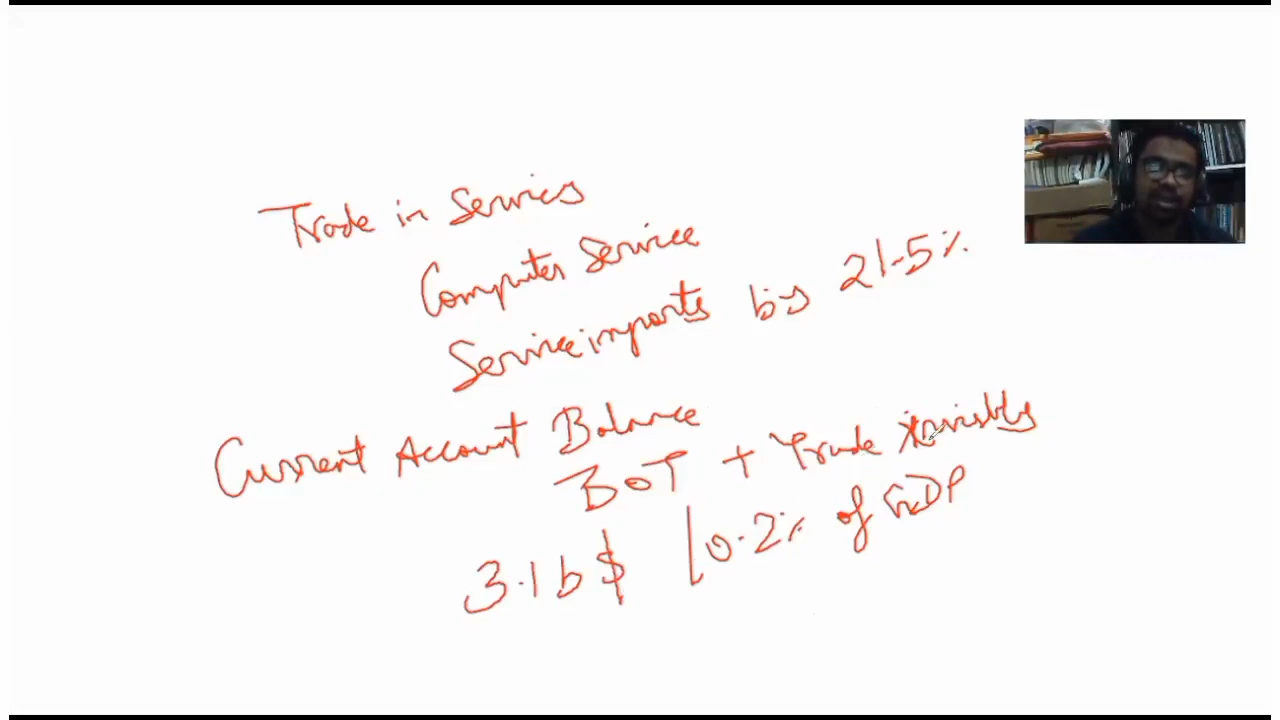 Trade in Services
Computer Service
Service imports by 21.5%
Current Account Balance
BOT + Trade invisibles
3.1 b $ [0.2% of GDP